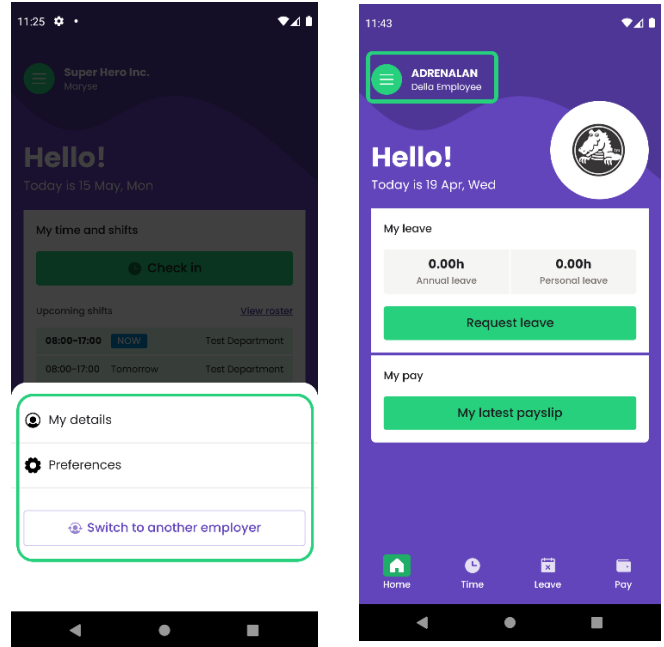 11:25
Super Hero Inc.
Maryse
Hello!
Today is 15 May, Mon
My time and shifts
Check in
Upcoming shifts View roster
08:00-17:00 NOW Test Department
08:00-17:00 Tomorrow Test Department
My details
Preferences
Switch to another employer
11:43
ADRENALAN
Della Employee
Hello!
Today is 19 Apr, Wed
My leave
0.00h 0.00h
Annual leave Personal leave
Request leave
My pay
My latest payslip
Home Time Leave Pay